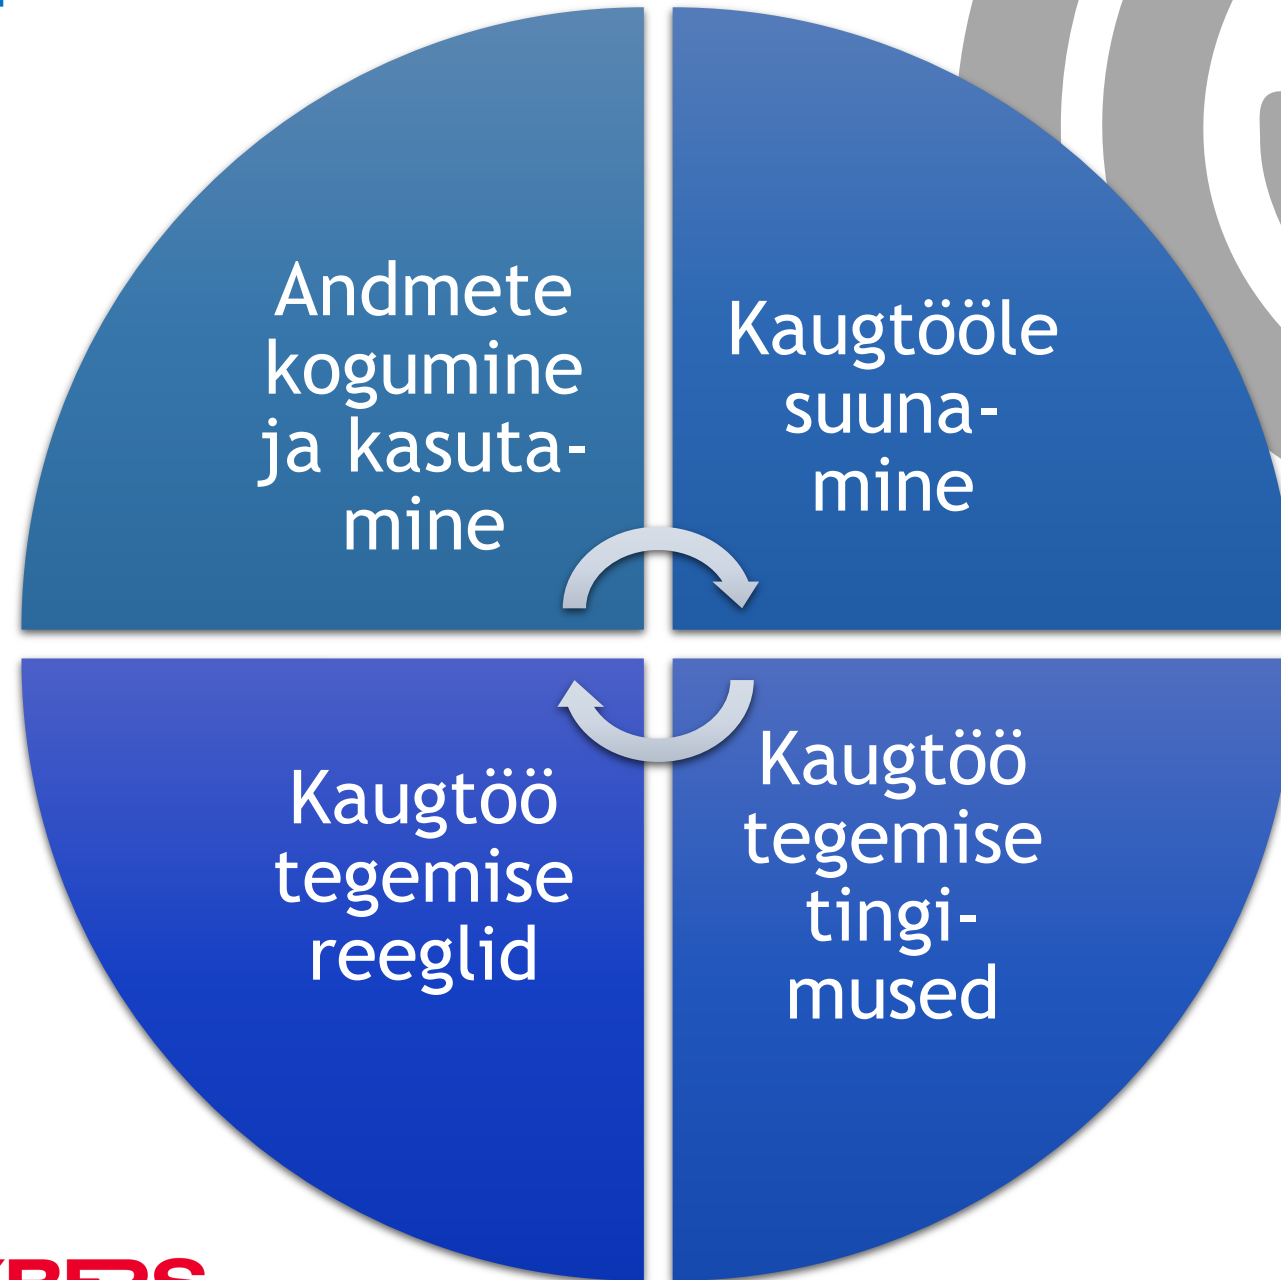 Andmete
kogumine
ja kasuta-
mine
Kaugtööle
suuna-
mine
Kaugtöö
tegemise
reeglid
Kaugtöö
tegemise
tingi-
mused